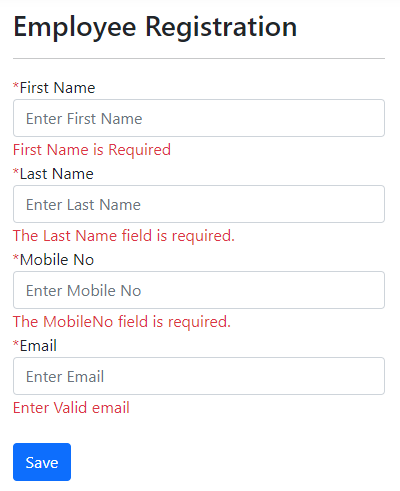 Employee Registration
*First Name
Enter First Name
First Name is Required
*Last Name
Enter Last Name
The Last Name field is required.
*Mobile No
Enter Mobile No
The MobileNo field is required.
*Email
Enter Email
Enter Valid email
Save